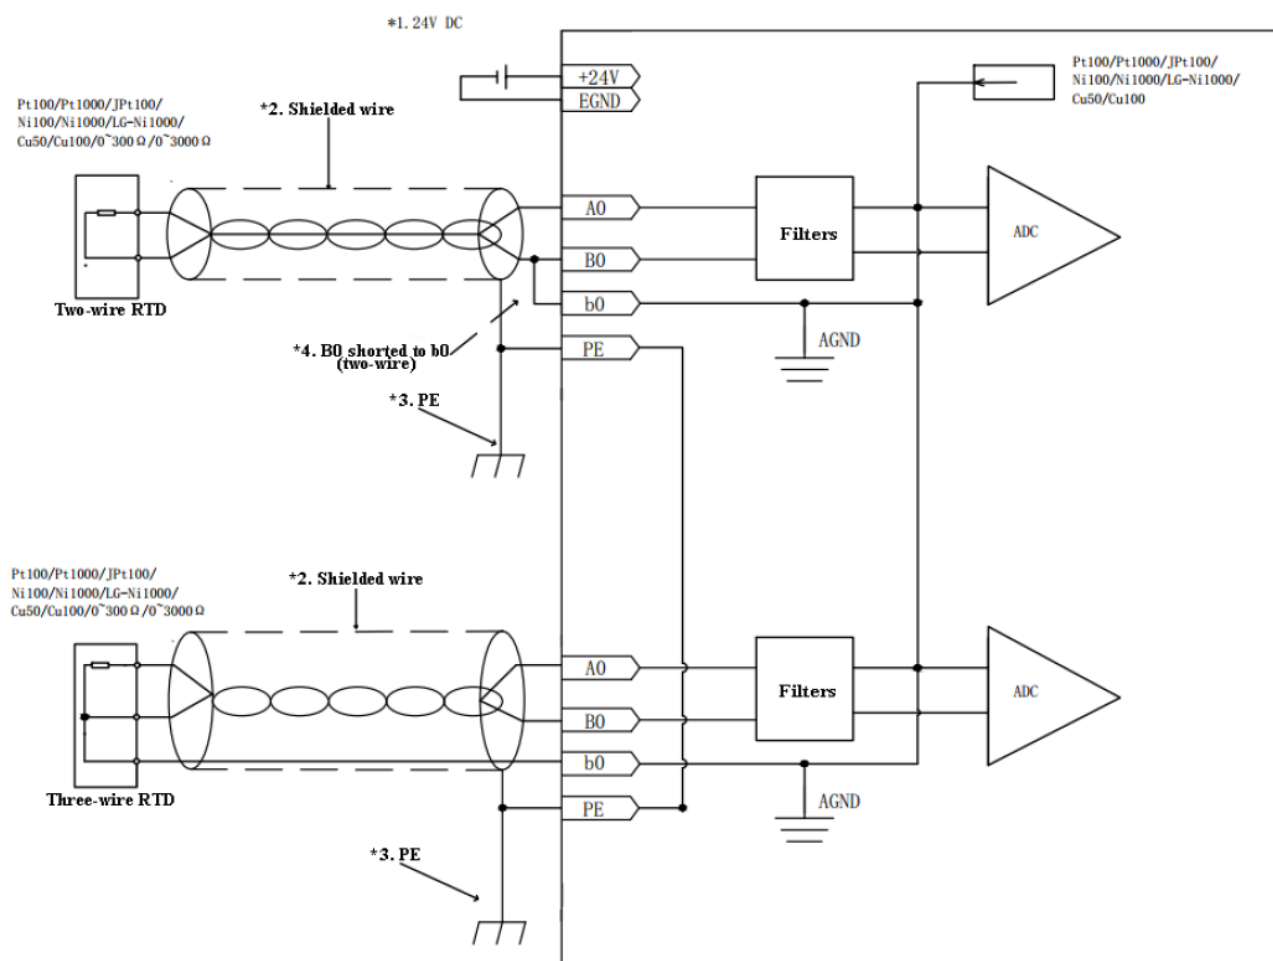 *1. 24V DC
+24V
EGND
Pt100/Pt1000/JPt100/
Ni100/Ni1000/LG-Ni1000/
Cu50/Cu100
Pt100/Pt1000/JPt100/
Ni100/Ni1000/LG-Ni1000/
Cu50/Cu100/0~300Ω/0~3000Ω
*2. Shielded wire
A0
Filters
ADC
B0
b0
Two-wire RTD
AGND
*4. B0 shorted to b0
(two-wire)
PE
*3. PE
Pt100/Pt1000/JPt100/
Ni100/Ni1000/LG-Ni1000/
Cu50/Cu100/0~300Ω/0~3000Ω
*2. Shielded wire
A0
Filters
ADC
B0
b0
Three-wire RTD
AGND
PE
*3. PE